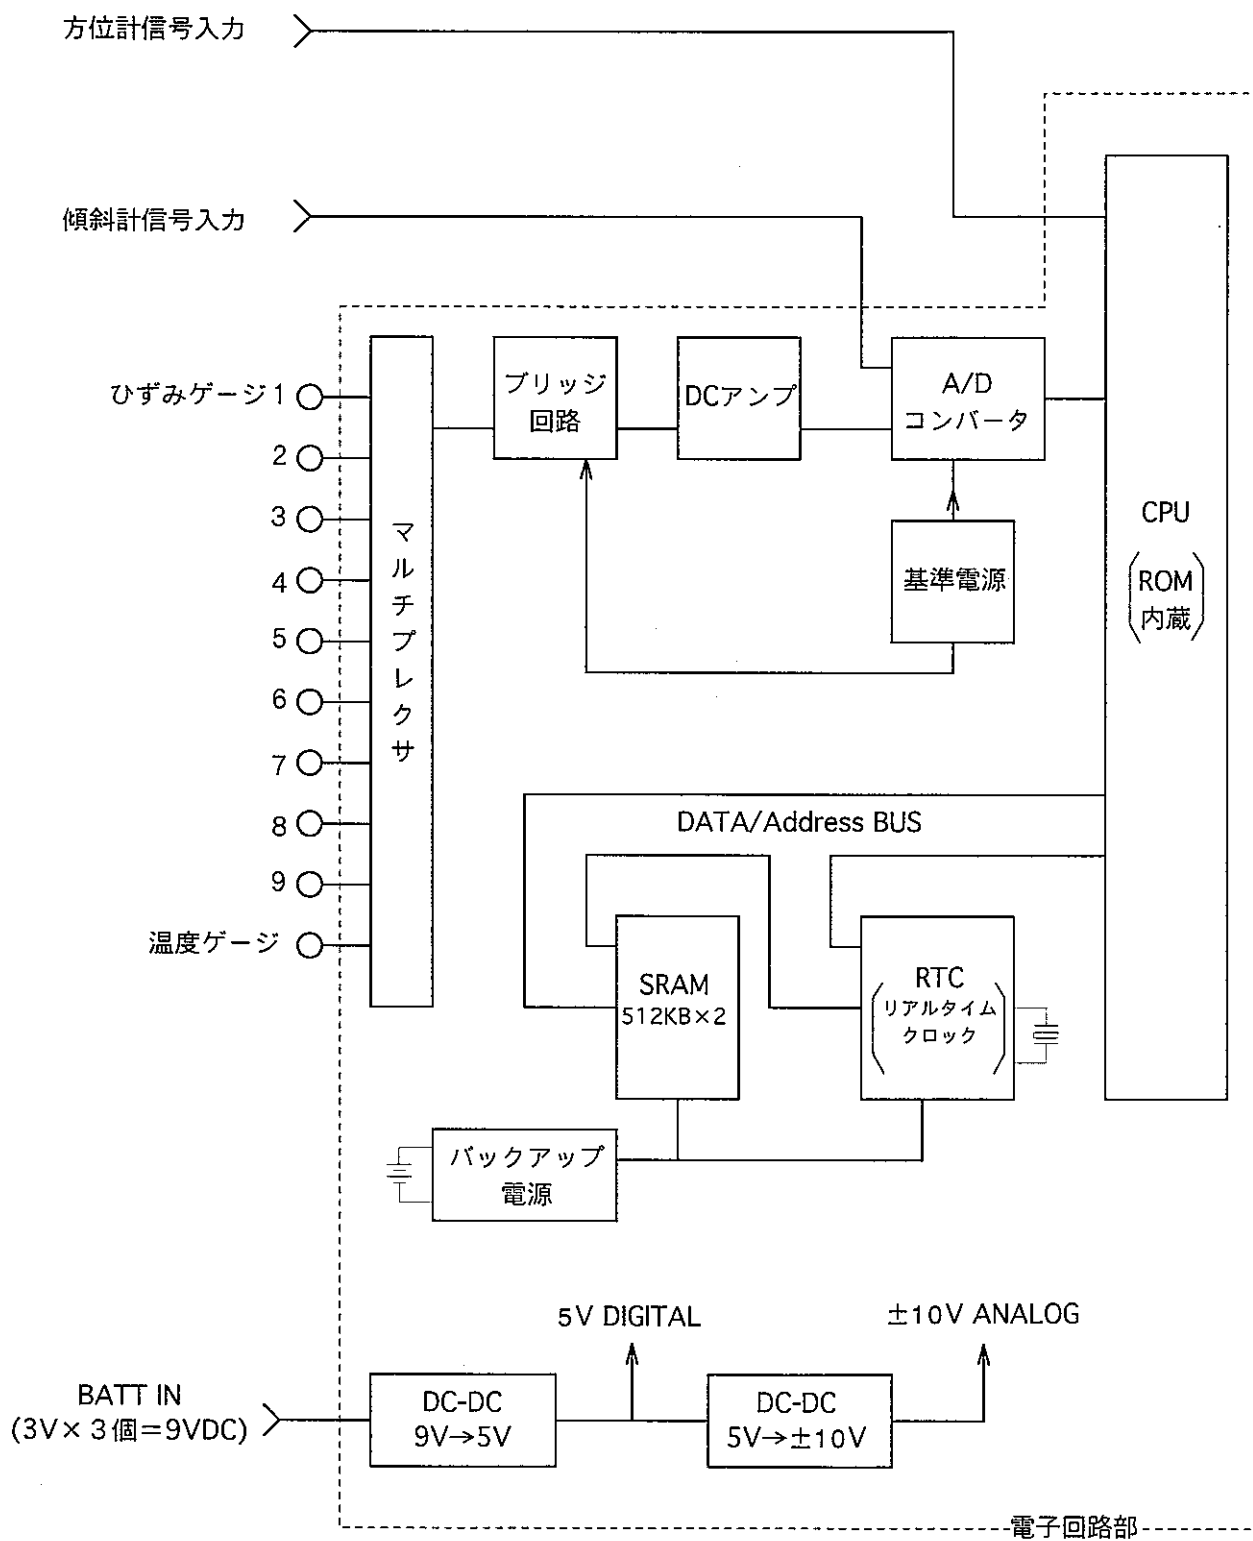 方位計信号入力
傾斜計信号入力
ひずみゲージ1
2
3
4
5
6
7
8
9
温度ゲージ
マルチプレクサ
ブリッジ
回路
DCアンプ
A/D
コンバータ
基準電源
CPU
(ROM
内蔵)
DATA/Address BUS
SRAM
512KB×2
RTC
(リアルタイム
クロック)
バックアップ
電源
5V DIGITAL
±10V ANALOG
BATT IN
(3V×3個=9VDC)
DC-DC
9V→5V
DC-DC
5V→±10V
電子回路部